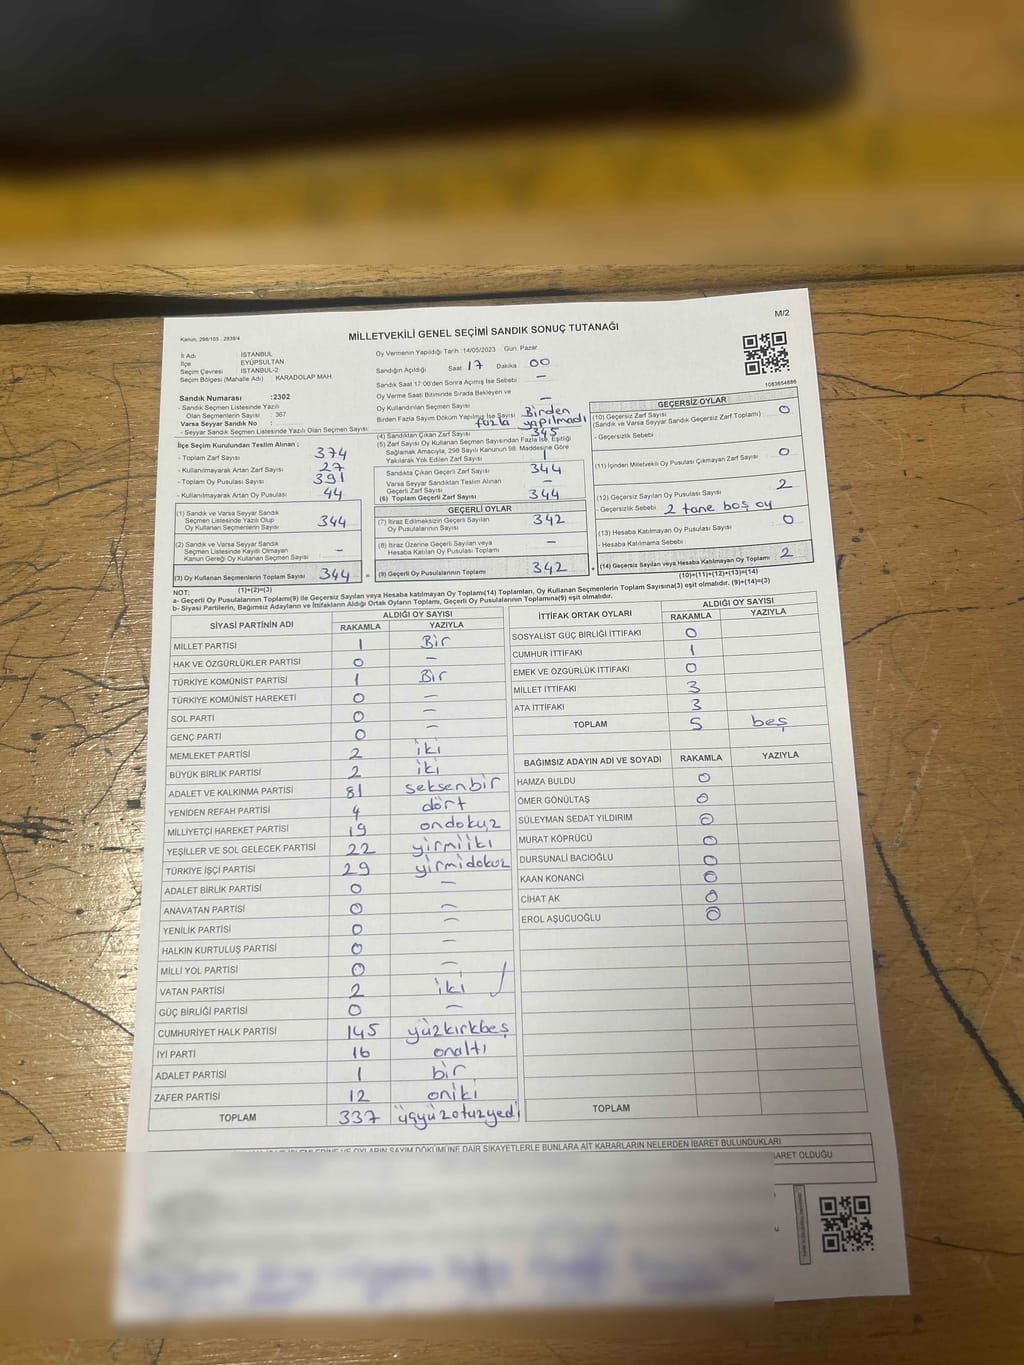 M/2
Kanun: 298/105 , 2839/4
MİLLETVEKİLİ GENEL SEÇİMİ SANDIK SONUÇ TUTANAĞI
İl Adı İSTANBUL
İlçe EYÜPSULTAN
Seçim Çevresi İSTANBUL-2
Seçim Bölgesi (Mahalle Adı) KARADOLAP MAH.
Sandık Numarası :2302
- Sandık Seçmen Listesinde Yazılı
Olan Seçmenlerin Sayısı : 367
Varsa Seyyar Sandık No :
- Seyyar Sandık Seçmen Listesinde Yazılı Olan Seçmen Sayısı:
Oy Vermenin Yapıldığı Tarih :14/05/2023 Gün: Pazar
Sandığın Açıldığı Saat 17 Dakika 00
Sandık Saat 17:00'den Sonra Açılmış İse Sebebi : —
Oy Verme Saati Bitiminde Sırada Bekleyen ve
Oy Kullandırılan Seçmen Sayısı —
Birden Fazla Sayım Döküm Yapılmış İse Sayısı Birden
fazla yapılmadı
1083654886
İlçe Seçim Kurulundan Teslim Alınan ;
- Toplam Zarf Sayısı 374
- Kullanılmayarak Artan Zarf Sayısı 27
- Toplam Oy Pusulası Sayısı 391
- Kullanılmayarak Artan Oy Pusulası 44
(1) Sandık ve Varsa Seyyar Sandık
Seçmen Listesinde Yazılı Olup
Oy Kullanan Seçmenlerin Sayısı 344
(2) Sandık ve Varsa Seyyar Sandık
Seçmen Listesinde Kayıtlı Olmayan
Kanun Gereği Oy Kullanan Seçmen Sayısı —
(3) Oy Kullanan Seçmenlerin Toplam Sayısı 344
(1)+(2)=(3)
(4) Sandıktan Çıkan Zarf Sayısı 345
(5) Zarf Sayısı Oy Kullanan Seçmen Sayısından Fazla İse, Eşitliği
Sağlamak Amacıyla; 298 Sayılı Kanunun 98. Maddesine Göre
Yakılarak Yok Edilen Zarf Sayısı 1
Sandıkta Çıkan Geçerli Zarf Sayısı 344
Varsa Seyyar Sandıktan Teslim Alınan
Geçerli Zarf Sayısı —
(6) Toplam Geçerli Zarf Sayısı 344
GEÇERLİ OYLAR
(7) İtiraz Edilmeksizin Geçerli Sayılan
Oy Pusulalarının Sayısı 342
(8) İtiraz Üzerine Geçerli Sayılan veya
Hesaba Katılan Oy Pusulası Toplamı —
(9) Geçerli Oy Pusulalarının Toplamı 342
GEÇERSİZ OYLAR
(10) Geçersiz Zarf Sayısı 0
(Sandık ve Varsa Seyyar Sandık Geçersiz Zarf Toplamı)
- Geçersizlik Sebebi :
(11) İçinden Milletvekili Oy Pusulası Çıkmayan Zarf Sayısı 0
(12) Geçersiz Sayılan Oy Pusulası Sayısı 2
- Geçersizlik Sebebi : 2 tane boş oy
(13) Hesaba Katılmayan Oy Pusulası Sayısı 0
- Hesaba Katılmama Sebebi :
(14) Geçersiz Sayılan veya Hesaba Katılmayan Oy Toplamı 2
(10)+(11)+(12)+(13)=(14)
NOT:
a- Geçerli Oy Pusulalarının Toplamı(9) ile Geçersiz Sayılan veya Hesaba katılmayan Oy Toplamı(14) Toplamları, Oy Kullanan Seçmenlerin Toplam Sayısına(3) eşit olmalıdır. (9)+(14)=(3)
b- Siyasi Partilerin, Bağımsız Adayların ve İttifakların Aldığı Ortak Oyların Toplamı, Geçerli Oy Pusulalarının Toplamına(9) eşit olmalıdır.
SİYASİ PARTİNİN ADI ALDIĞI OY SAYISI
RAKAMLA YAZIYLA
MİLLET PARTİSİ 1 Bir
HAK VE ÖZGÜRLÜKLER PARTİSİ 0 —
TÜRKİYE KOMÜNİST PARTİSİ 1 Bir
TÜRKİYE KOMÜNİST HAREKETİ 0 —
SOL PARTİ 0 —
GENÇ PARTİ 0 —
MEMLEKET PARTİSİ 2 iki
BÜYÜK BİRLİK PARTİSİ 2 iki
ADALET VE KALKINMA PARTİSİ 81 seksenbir
YENİDEN REFAH PARTİSİ 4 dört
MİLLİYETÇİ HAREKET PARTİSİ 19 ondokuz
YEŞİLLER VE SOL GELECEK PARTİSİ 22 yirmiiki
TÜRKİYE İŞÇİ PARTİSİ 29 yirmidokuz
ADALET BİRLİK PARTİSİ 0 —
ANAVATAN PARTİSİ 0 —
YENİLİK PARTİSİ 0 —
HALKIN KURTULUŞ PARTİSİ 0 —
MİLLİ YOL PARTİSİ 0 —
VATAN PARTİSİ 2 iki
GÜÇ BİRLİĞİ PARTİSİ 0 —
CUMHURİYET HALK PARTİSİ 145 yüzkırkbeş
İYİ PARTİ 16 onaltı
ADALET PARTİSİ 1 bir
ZAFER PARTİSİ 12 oniki
TOPLAM 337 üçyüzotuzyedi
İTTİFAK ORTAK OYLARI ALDIĞI OY SAYISI
RAKAMLA YAZIYLA
SOSYALİST GÜÇ BİRLİĞİ İTTİFAKI 0
CUMHUR İTTİFAKI 1
EMEK VE ÖZGÜRLÜK İTTİFAKI 0
MİLLET İTTİFAKI 3
ATA İTTİFAKI 3
TOPLAM 5 beş
BAĞIMSIZ ADAYIN ADI VE SOYADI RAKAMLA YAZIYLA
HAMZA BULDU 0
ÖMER GÖNÜLTAŞ 0
SÜLEYMAN SEDAT YILDIRIM 0
MURAT KÖPRÜCÜ 0
DURSUNALİ BACIOĞLU 0
KAAN KONANCİ 0
CİHAT AK 0
EROL AŞUCUOĞLU 0
TOPLAM
VE OYLARIN SAYIM DÖKÜMÜNE DAİR ŞİKAYETLERLE BUNLARA AİT KARARLARIN NELERDEN İBARET BULUNDUKLARI
BARET OLDUĞU